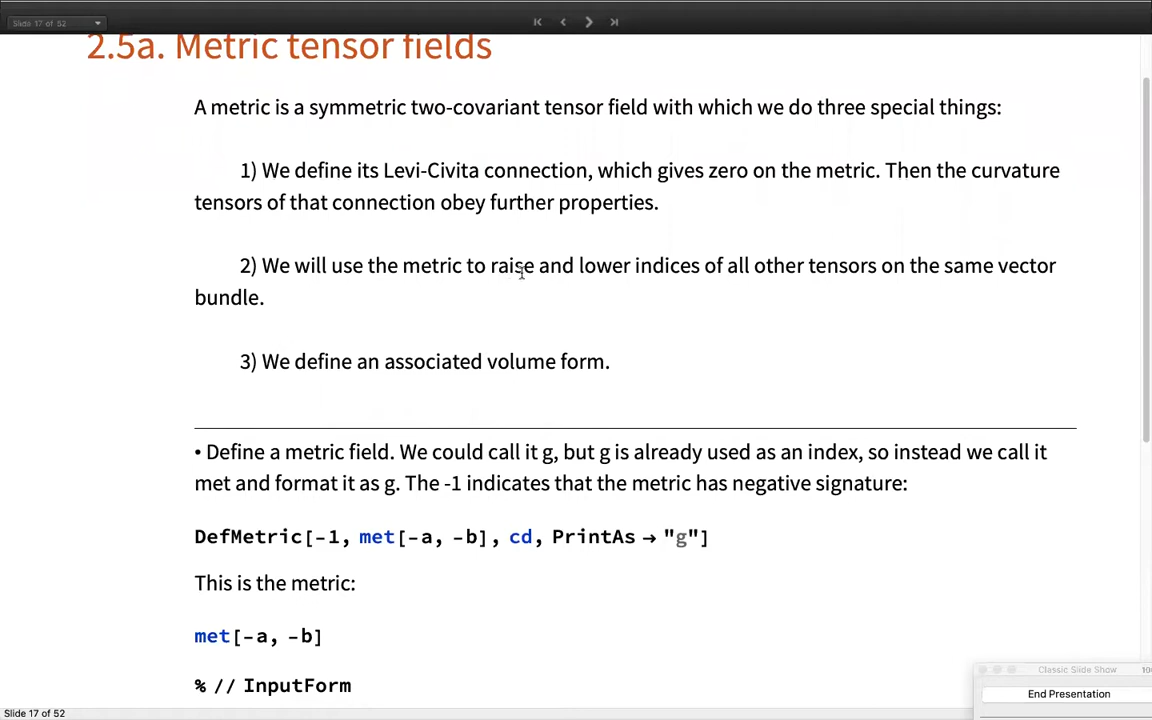 Slide 17 of 52
2.5a. Metric tensor fields
A metric is a symmetric two-covariant tensor field with which we do three special things:
1) We define its Levi-Civita connection, which gives zero on the metric. Then the curvature
tensors of that connection obey further properties.
2) We will use the metric to raise and lower indices of all other tensors on the same vector
bundle.
3) We define an associated volume form.
• Define a metric field. We could call it g, but g is already used as an index, so instead we call it
met and format it as g. The -1 indicates that the metric has negative signature:
DefMetric[-1, met[-a, -b], cd, PrintAs → "g"]
This is the metric:
met[-a, -b]
% // InputForm
Classic Slide Show
End Presentation
Slide 17 of 52